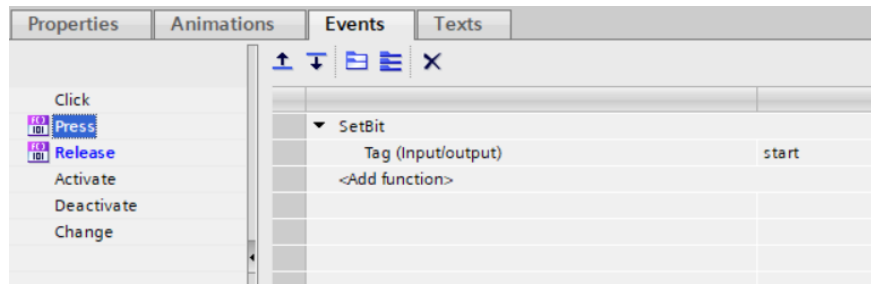 Properties Animations Events Texts
Click
Press
Release
Activate
Deactivate
Change
SetBit
Tag (Input/output) start
<Add function>